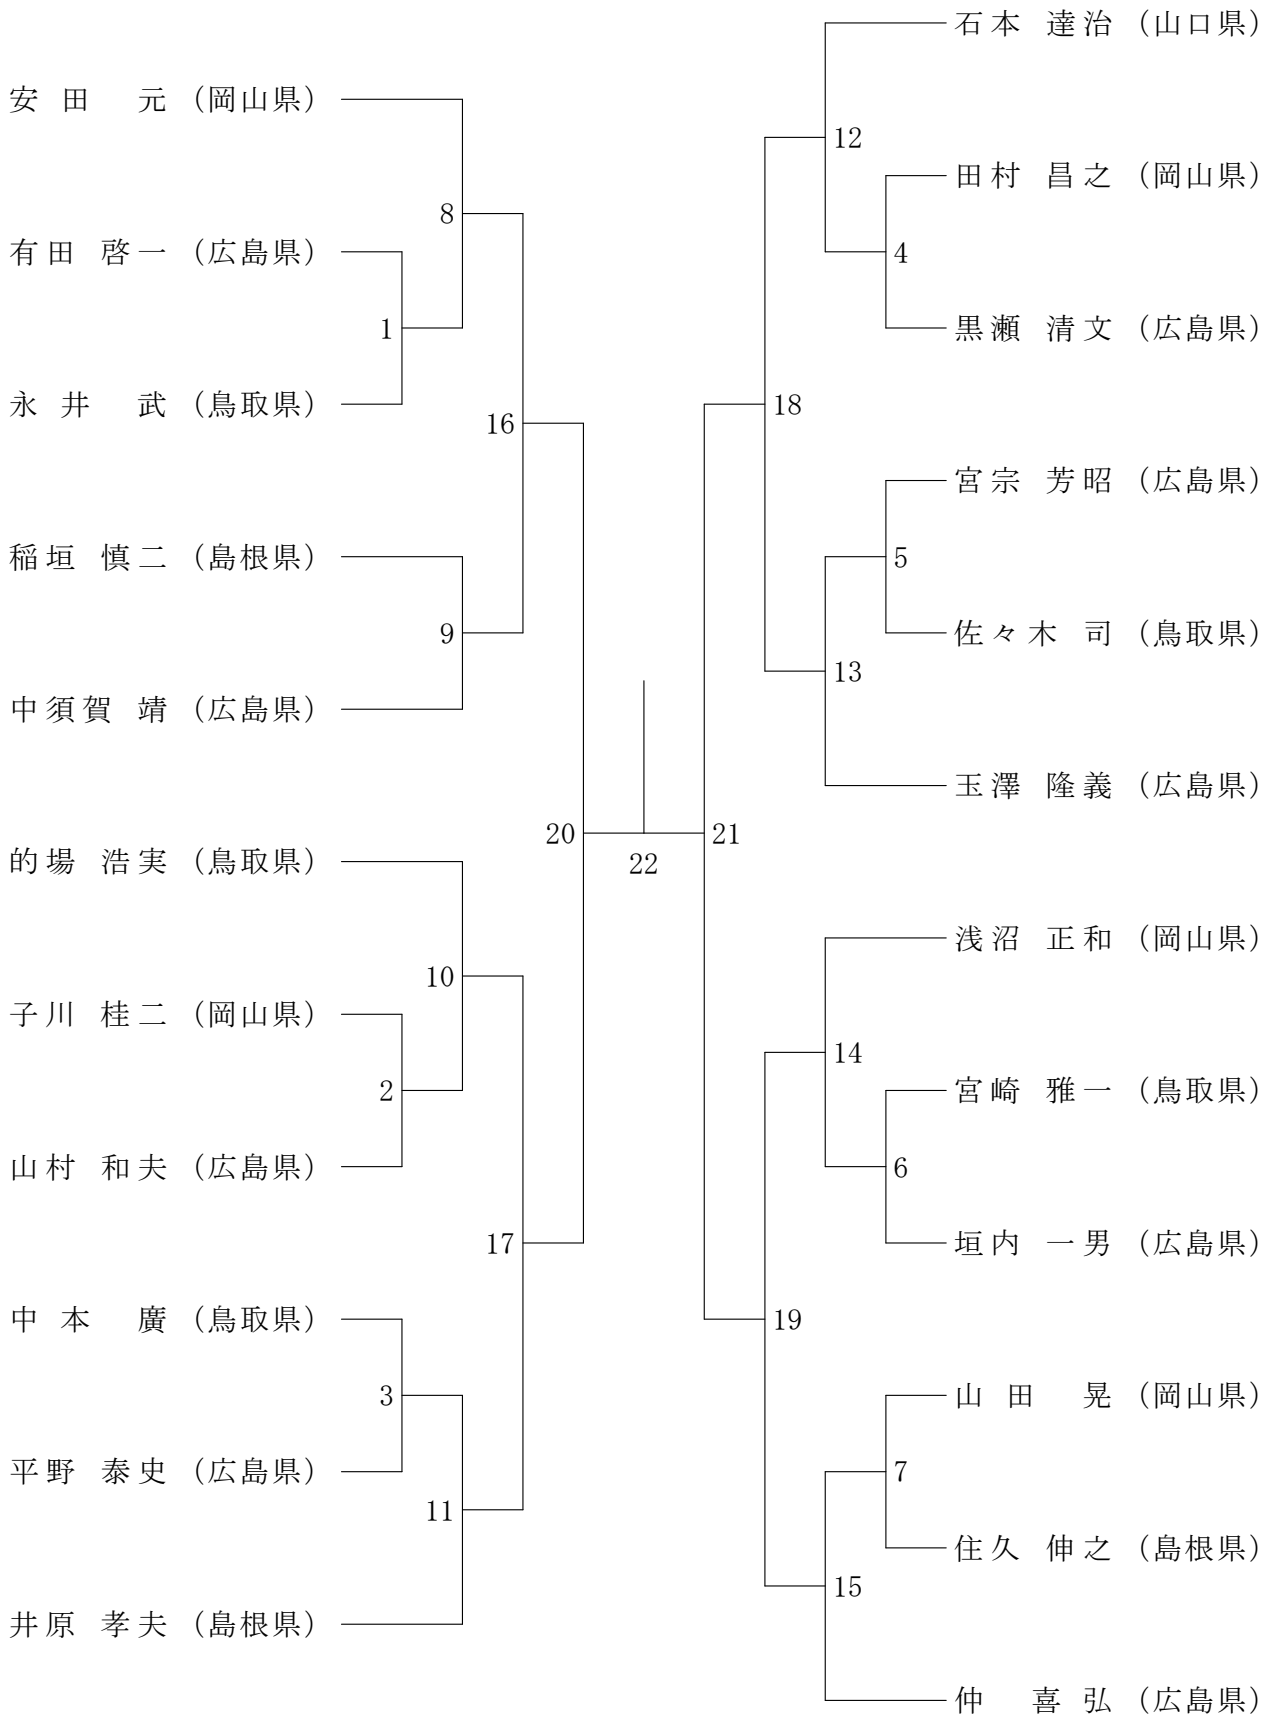 安田 元 (岡山県)
有田 啓一 (広島県)
永井 武 (鳥取県)
稲垣 慎二 (島根県)
中須賀 靖 (広島県)
的場 浩実 (鳥取県)
子川 桂二 (岡山県)
山村 和夫 (広島県)
中本 廣 (鳥取県)
平野 泰史 (広島県)
井原 孝夫 (島根県)
8
1
16
9
20
10
2
17
3
11
22
21
12
4
18
5
13
14
6
19
7
15
石本 達治 (山口県)
田村 昌之 (岡山県)
黒瀬 清文 (広島県)
宮宗 芳昭 (広島県)
佐々木 司 (鳥取県)
玉澤 隆義 (広島県)
浅沼 正和 (岡山県)
宮崎 雅一 (鳥取県)
垣内 一男 (広島県)
山田 晃 (岡山県)
住久 伸之 (島根県)
仲 喜弘 (広島県)